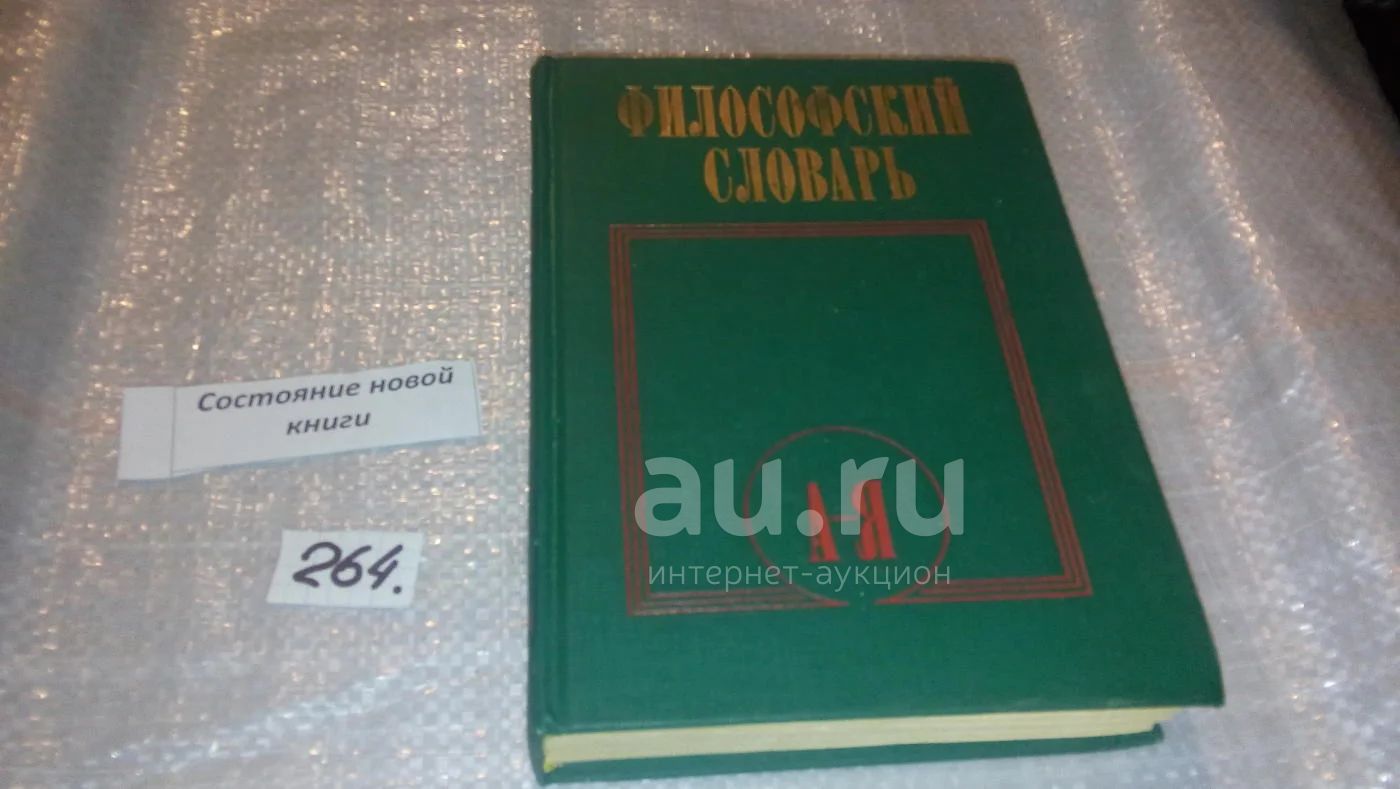 ФИЛОСОФСКИЙ
СЛОВАРЬ
Состояние новой
книги
264.
А-Я
au.ru
интернет-аукцион